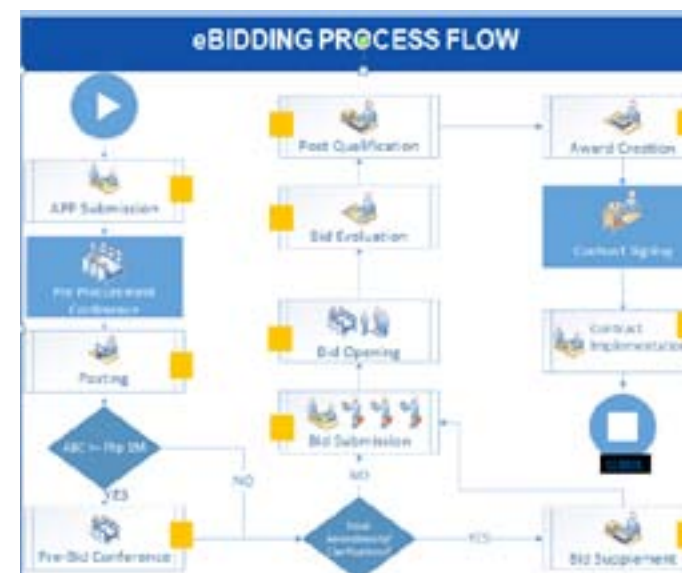 eBIDDING PROCESS FLOW
APP Submission
Pre Procurement
Conference
Posting
ABC >= Php 1M
YES
NO
Pre-Bid Conference
Post Qualification
Bid Evaluation
Bid Opening
Bid Submission
NO
YES
Award Creation
Contract Signing
Contract
Implementation
Bid Supplement